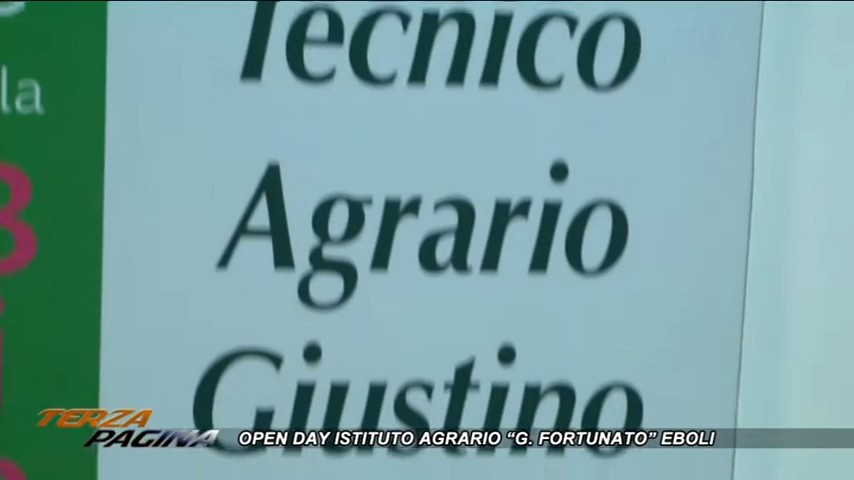 Tecnico
la
Agrario
Giustino
TERZA
PAGINA
OPEN DAY ISTITUTO AGRARIO “G. FORTUNATO” EBOLI